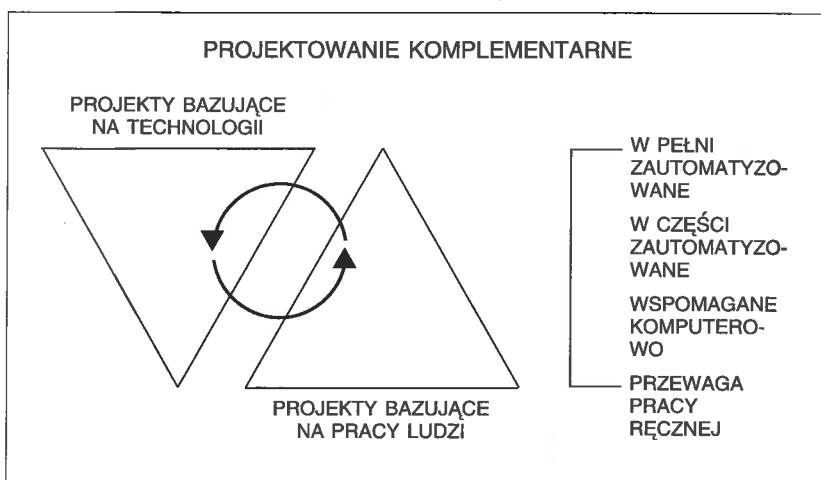 PROJEKTOWANIE KOMPLEMENTARNE
PROJEKTY BAZUJĄCE
NA TECHNOLOGII
W PEŁNI
ZAUTOMATYZO-
WANE
W CZĘŚCI
ZAUTOMATYZO-
WANE
WSPOMAGANE
KOMPUTERO-
WO
PRZEWAGA
PRACY
RĘCZNEJ
PROJEKTY BAZUJĄCE
NA PRACY LUDZI